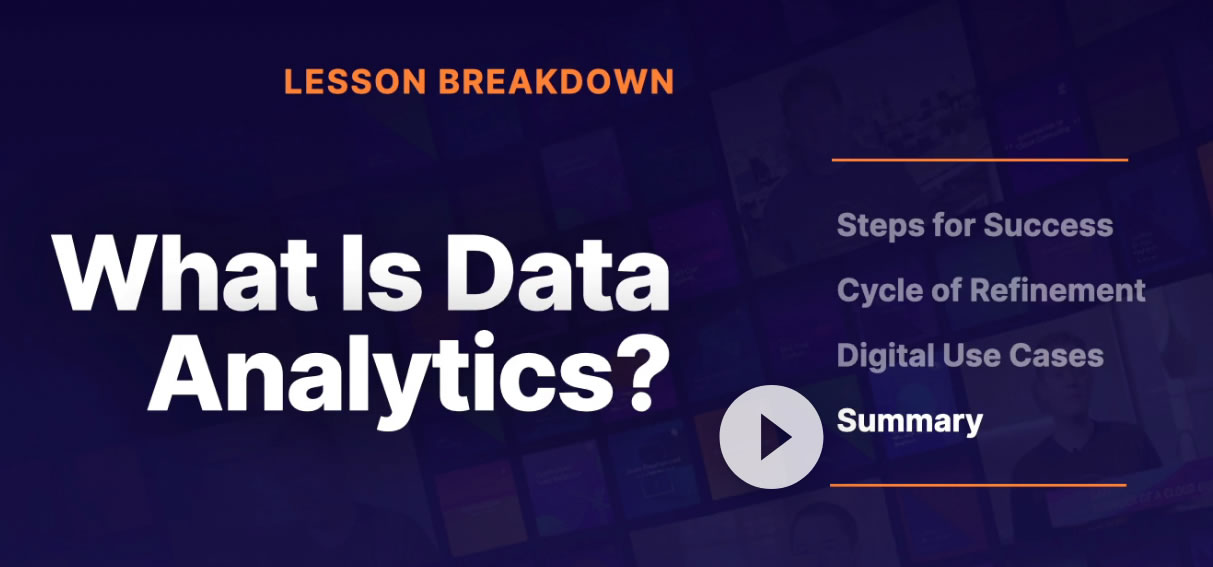 LESSON BREAKDOWN
What Is Data
Analytics?
Steps for Success
Cycle of Refinement
Digital Use Cases
Summary